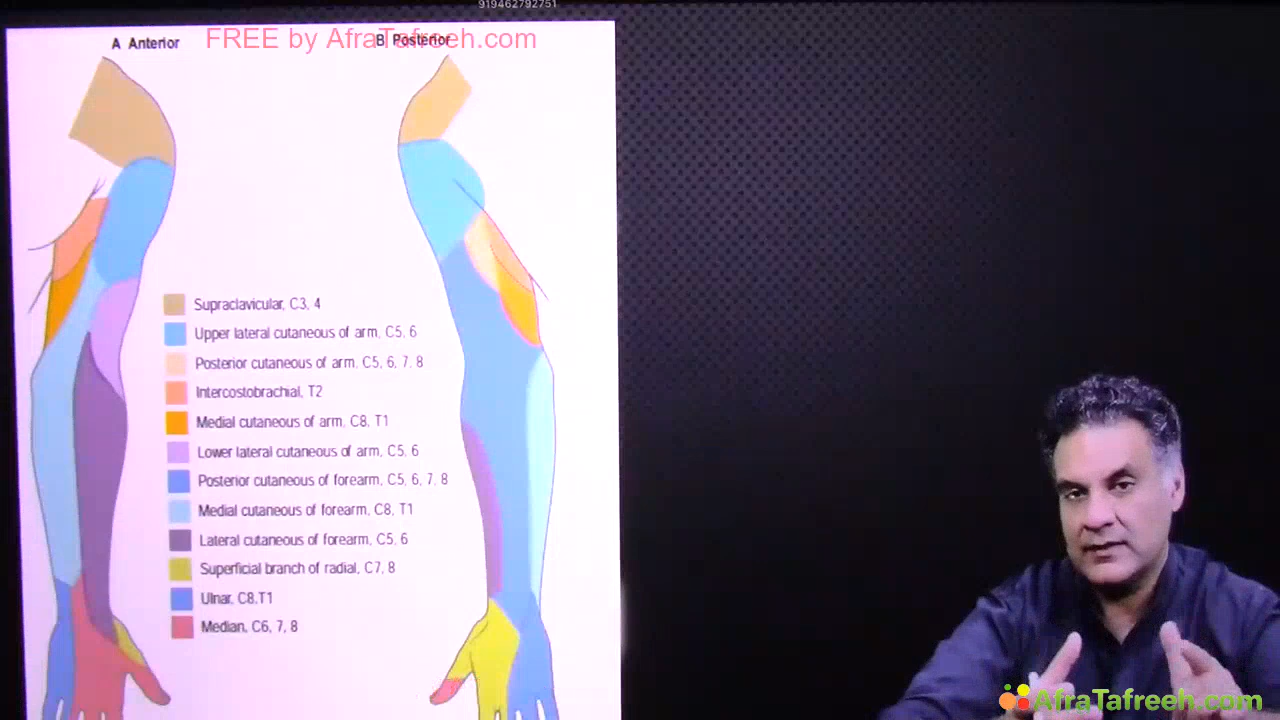 919462792751
A Anterior
FREE by AfraTafreeh.com
B Posterior
Supraclavicular, C3, 4
Upper lateral cutaneous of arm, C5, 6
Posterior cutaneous of arm, C5, 6, 7, 8
Intercostobrachial, T2
Medial cutaneous of arm, C8, T1
Lower lateral cutaneous of arm, C5, 6
Posterior cutaneous of forearm, C5, 6, 7, 8
Medial cutaneous of forearm, C8, T1
Lateral cutaneous of forearm, C5, 6
Superficial branch of radial, C7, 8
Ulnar, C8,T1
Median, C6, 7, 8
AfraTafreeh.com